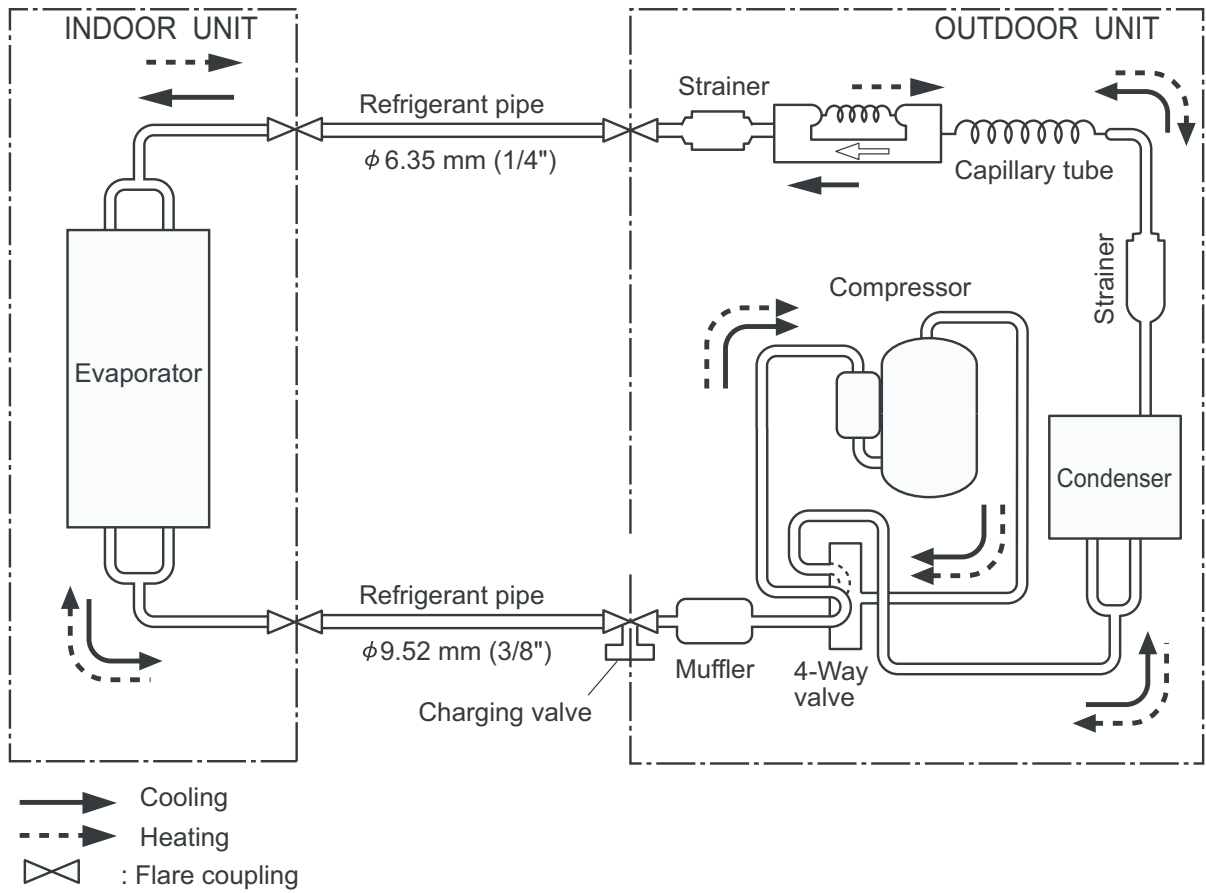 INDOOR UNIT
OUTDOOR UNIT
Refrigerant pipe
ϕ 6.35 mm (1/4")
Strainer
Capillary tube
Strainer
Compressor
Evaporator
Condenser
Refrigerant pipe
ϕ9.52 mm (3/8")
Charging valve
Muffler
4-Way
valve
Cooling
Heating
: Flare coupling